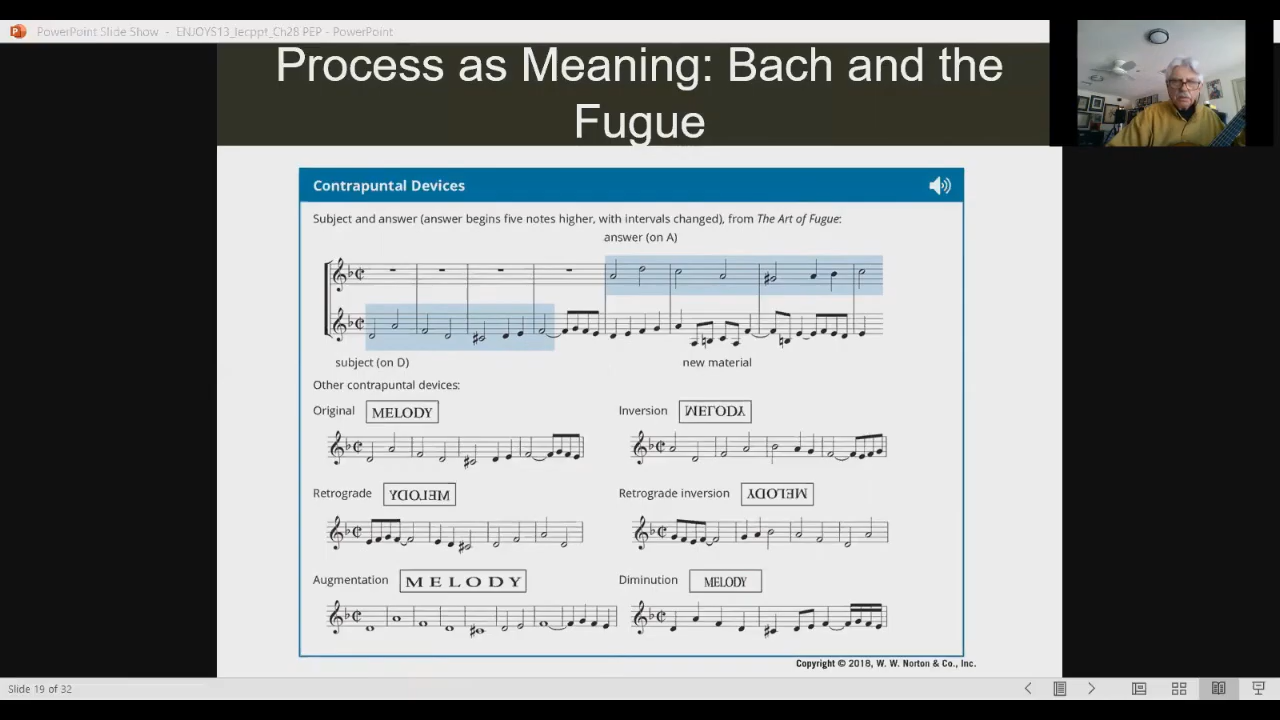 PowerPoint Slide Show - ENJOYS13_lecppt_Ch28 PEP - PowerPoint
Process as Meaning: Bach and the
Fugue
Contrapuntal Devices
Subject and answer (answer begins five notes higher, with intervals changed), from The Art of Fugue:
answer (on A)
subject (on D)
new material
Other contrapuntal devices:
Original MELODY
Inversion MELODY
Retrograde MELODY
Retrograde inversion MELODY
Augmentation MELODY
Diminution MELODY
Copyright © 2018, W. W. Norton & Co., Inc.
Slide 19 of 32